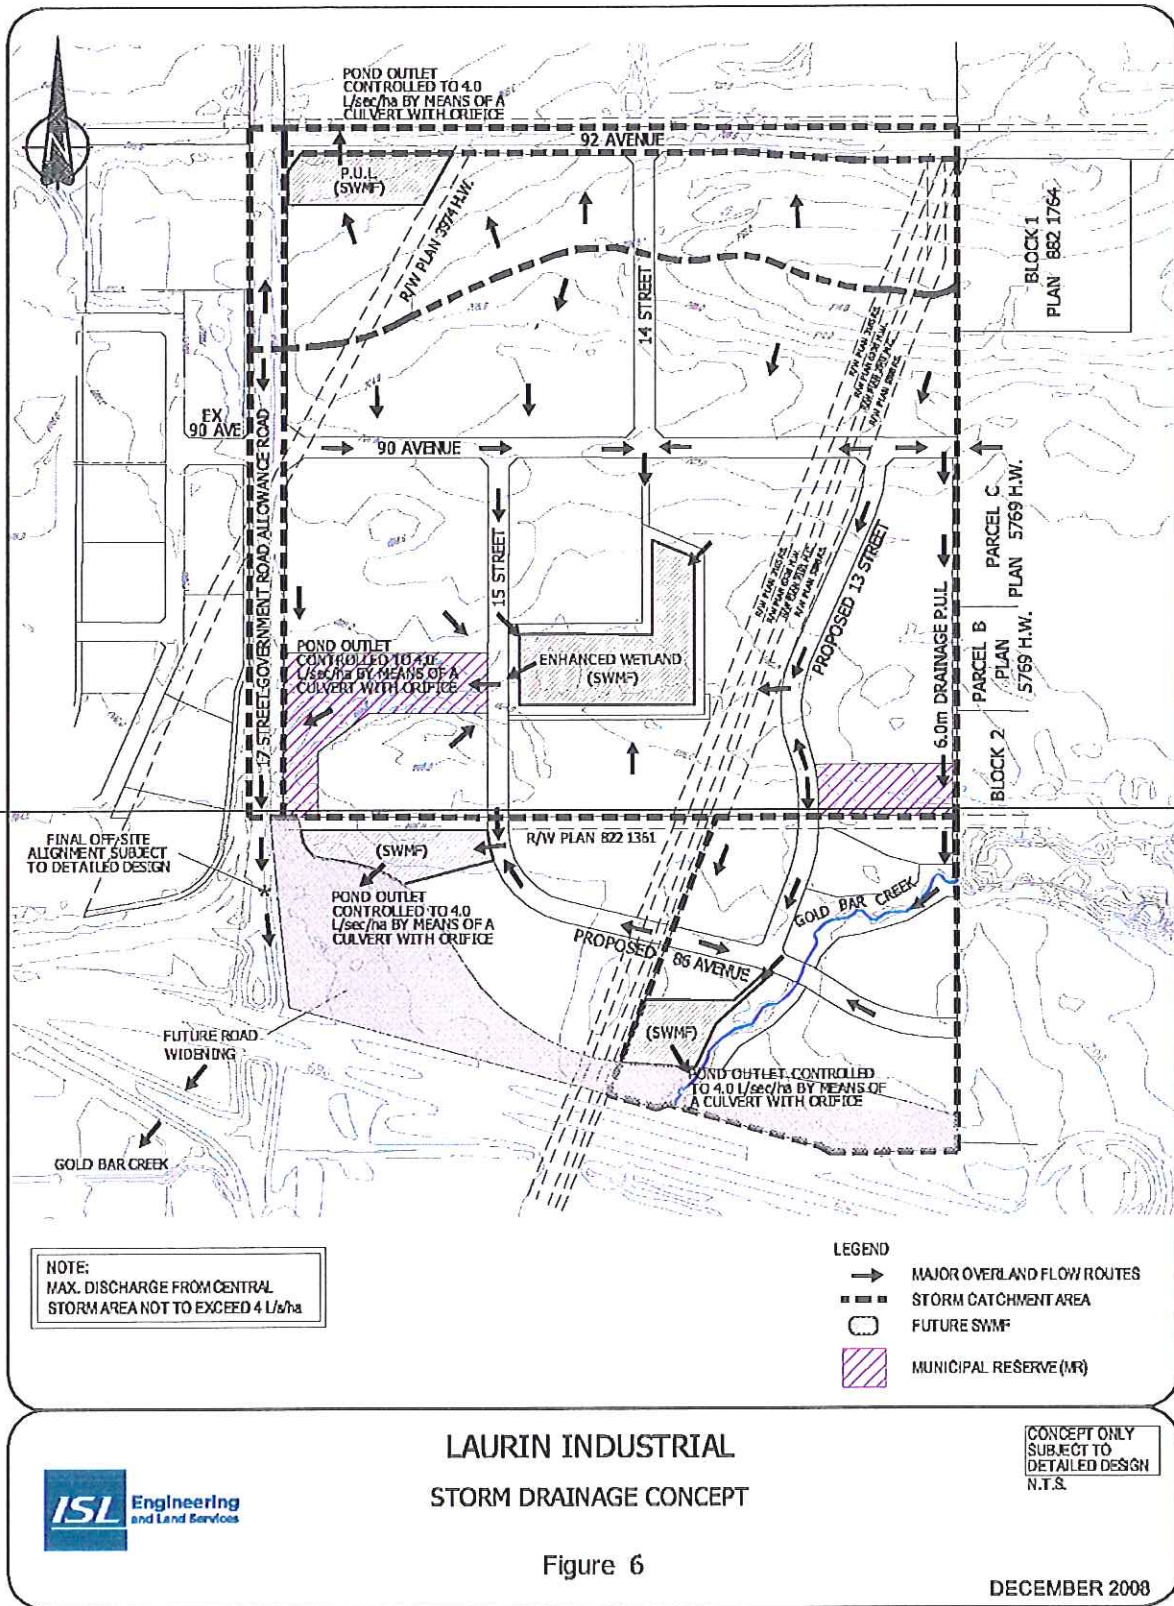 POND OUTLET
CONTROLLED TO 4.0
L/sec/ha BY MEANS OF A
CULVERT WITH ORIFICE
92 AVENUE
P.U.L.
(SWMF)
R/W PLAN 3974 H.W.
14 STREET
BLOCK 1
PLAN 882 1764
EX.
90 AVE
17 STREET GOVERNMENT ROAD ALLOWANCE ROAD
90 AVENUE
15 STREET
PROPOSED 13 STREET
6.0m DRAINAGE P.U.L.
PARCEL C
PLAN 5769 H.W.
PARCEL B
PLAN
5769 H.W.
BLOCK 2
POND OUTLET
CONTROLLED TO 4.0
L/sec/ha BY MEANS OF A
CULVERT WITH ORIFICE
ENHANCED WETLAND
(SWMF)
FINAL OFF-SITE
ALIGNMENT SUBJECT
TO DETAILED DESIGN
R/W PLAN 822 1361
(SWMF)
POND OUTLET
CONTROLLED TO 4.0
L/sec/ha BY MEANS OF A
CULVERT WITH ORIFICE
GOLD BAR CREEK
PROPOSED 86 AVENUE
(SWMF)
FUTURE ROAD
WIDENING
POND OUTLET CONTROLLED
TO 4.0 L/sec/ha BY MEANS OF
A CULVERT WITH ORIFICE
GOLD BAR CREEK
NOTE:
MAX. DISCHARGE FROM CENTRAL
STORM AREA NOT TO EXCEED 4 L/s/ha
LEGEND
MAJOR OVERLAND FLOW ROUTES
STORM CATCHMENT AREA
FUTURE SWMF
MUNICIPAL RESERVE (MR)
ISL Engineering
and Land Services
LAURIN INDUSTRIAL
STORM DRAINAGE CONCEPT
Figure 6
CONCEPT ONLY
SUBJECT TO
DETAILED DESIGN
N.T.S.
DECEMBER 2008